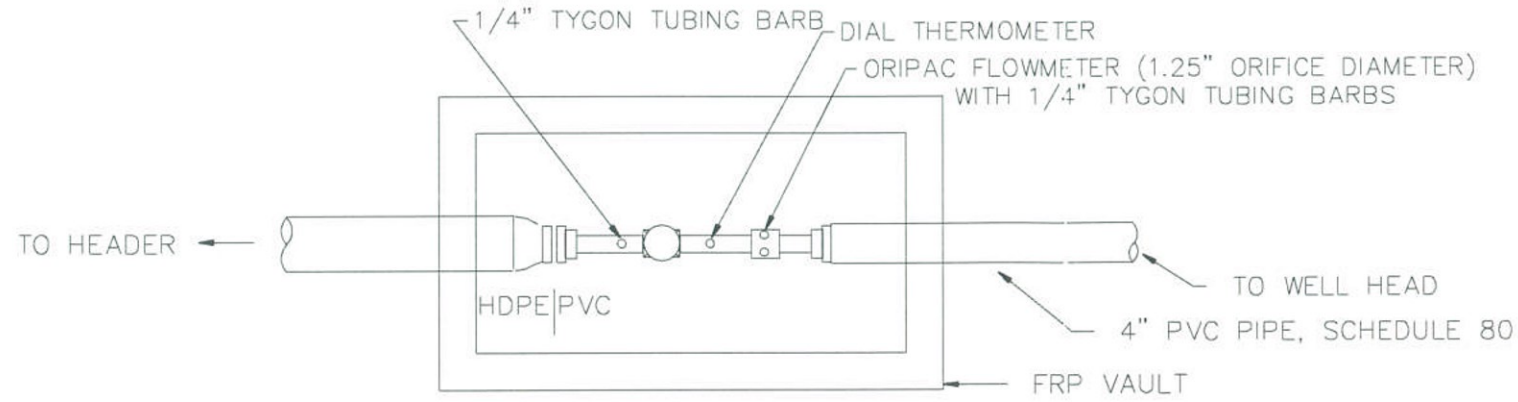 1/4" TYGON TUBING BARB
DIAL THERMOMETER
ORIPAC FLOWMETER (1.25" ORIFICE DIAMETER)
WITH 1/4" TYGON TUBING BARBS
TO HEADER
HDPE PVC
TO WELL HEAD
4" PVC PIPE, SCHEDULE 80
FRP VAULT